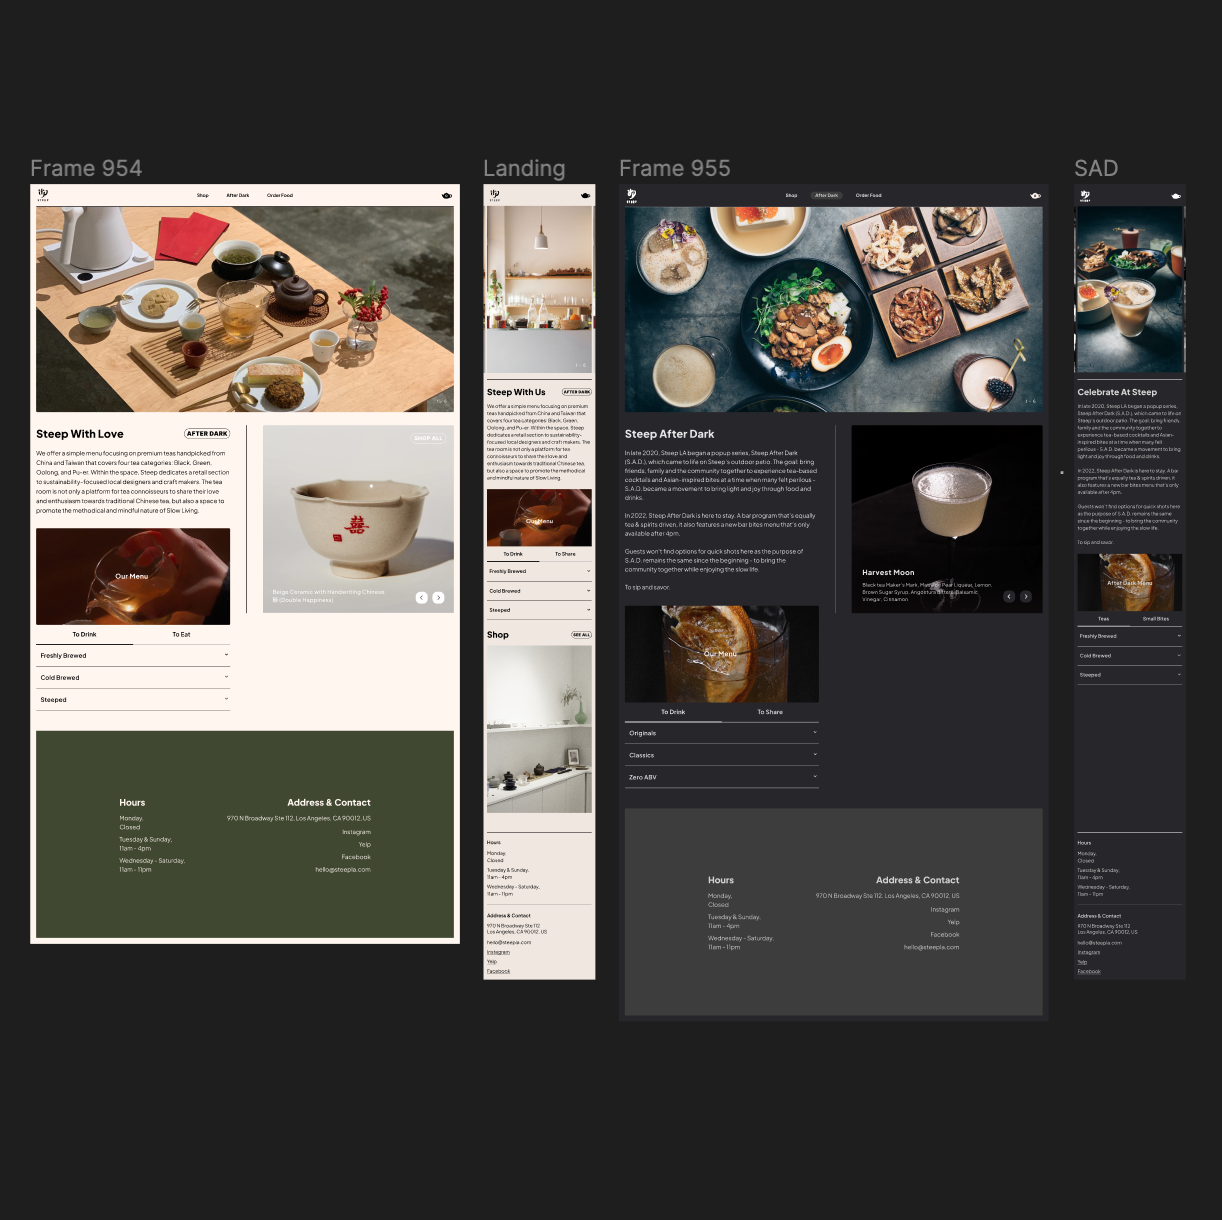 Frame 954
STEEP
Shop
After Dark
Order Food
Steep With Love
AFTER DARK
We offer a simple menu focusing on premium teas handpicked from
China and Taiwan that covers four tea categories: Black, Green,
Oolong, and Pu-er. Within the space, Steep dedicates a retail section
to sustainability-focused local designers and craft makers. The tea
room is not only a platform for tea connoisseurs to share their love
and enthusiasm towards traditional Chinese tea, but also a space to
promote the methodical and mindful nature of Slow Living.
SHOP ALL
囍
Beige Ceramic with Handwriting Chinese
囍 (Double Happiness)
Our Menu
To Drink
To Eat
Freshly Brewed
Cold Brewed
Steeped
Hours
Monday,
Closed
Tuesday & Sunday,
11am - 4pm
Wednesday - Saturday,
11am - 11pm
Address & Contact
970 N Broadway Ste 112, Los Angeles, CA 90012, US
Instagram
Yelp
Facebook
hello@steepla.com
Landing
STEEP
1 - 6
Steep With Us
AFTER DARK
We offer a simple menu focusing on premium
teas handpicked from China and Taiwan that
covers four tea categories: Black, Green,
Oolong, and Pu-er. Within the space, Steep
dedicates a retail section to sustainability-
focused local designers and craft makers. The
tea room is not only a platform for tea
connoisseurs to share their love and
enthusiasm towards traditional Chinese tea,
but also a space to promote the methodical
and mindful nature of Slow Living.
Our Menu
To Drink
To Share
Freshly Brewed
Cold Brewed
Steeped
Shop
SEE ALL
Hours
Monday,
Closed
Tuesday & Sunday,
11am - 4pm
Wednesday - Saturday,
11am - 11pm
Address & Contact
970 N Broadway Ste 112
Los Angeles, CA 90012, US
hello@steepla.com
Instagram
Yelp
Facebook
Frame 955
STEEP
Shop
After Dark
Order Food
1 - 6
Steep After Dark
In late 2020, Steep LA began a popup series, Steep After Dark
(S.A.D.), which came to life on Steep's outdoor patio. The goal: bring
friends, family and the community together to experience tea-based
cocktails and Asian-inspired bites at a time when many felt perilous -
S.A.D. became a movement to bring light and joy through food and
drinks.
In 2022, Steep After Dark is here to stay. A bar program that's equally
tea & spirits driven, it also features a new bar bites menu that's only
available after 4pm.
Guests won't find options for quick shots here as the purpose of
S.A.D. remains the same since the beginning - to bring the
community together while enjoying the slow life.
To sip and savor.
Harvest Moon
Black tea Maker's Mark, Mathilde Pear Liqueur, Lemon,
Brown Sugar Syrup, Angostura Bitters, Balsamic
Vinegar, Cinnamon
Our Menu
To Drink
To Share
Originals
Classics
Zero ABV
Hours
Monday,
Closed
Tuesday & Sunday,
11am - 4pm
Wednesday - Saturday,
11am - 11pm
Address & Contact
970 N Broadway Ste 112, Los Angeles, CA 90012, US
Instagram
Yelp
Facebook
hello@steepla.com
SAD
STEEP
Celebrate At Steep
In late 2020, Steep LA began a popup series,
Steep After Dark (S.A.D.), which came to life on
Steep's outdoor patio. The goal: bring friends,
family and the community together to
experience tea-based cocktails and Asian-
inspired bites at a time when many felt
perilous - S.A.D. became a movement to bring
light and joy through food and drinks.
In 2022, Steep After Dark is here to stay. A bar
program that's equally tea & spirits driven, it
also features a new bar bites menu that's only
available after 4pm.
Guests won't find options for quick shots here
as the purpose of S.A.D. remains the same
since the beginning - to bring the community
together while enjoying the slow life.
To sip and savor.
After Dark Menu
Teas
Small Bites
Freshly Brewed
Cold Brewed
Steeped
Hours
Monday,
Closed
Tuesday & Sunday,
11am - 4pm
Wednesday - Saturday,
11am - 11pm
Address & Contact
970 N Broadway Ste 112
Los Angeles, CA 90012, US
hello@steepla.com
Instagram
Yelp
Facebook